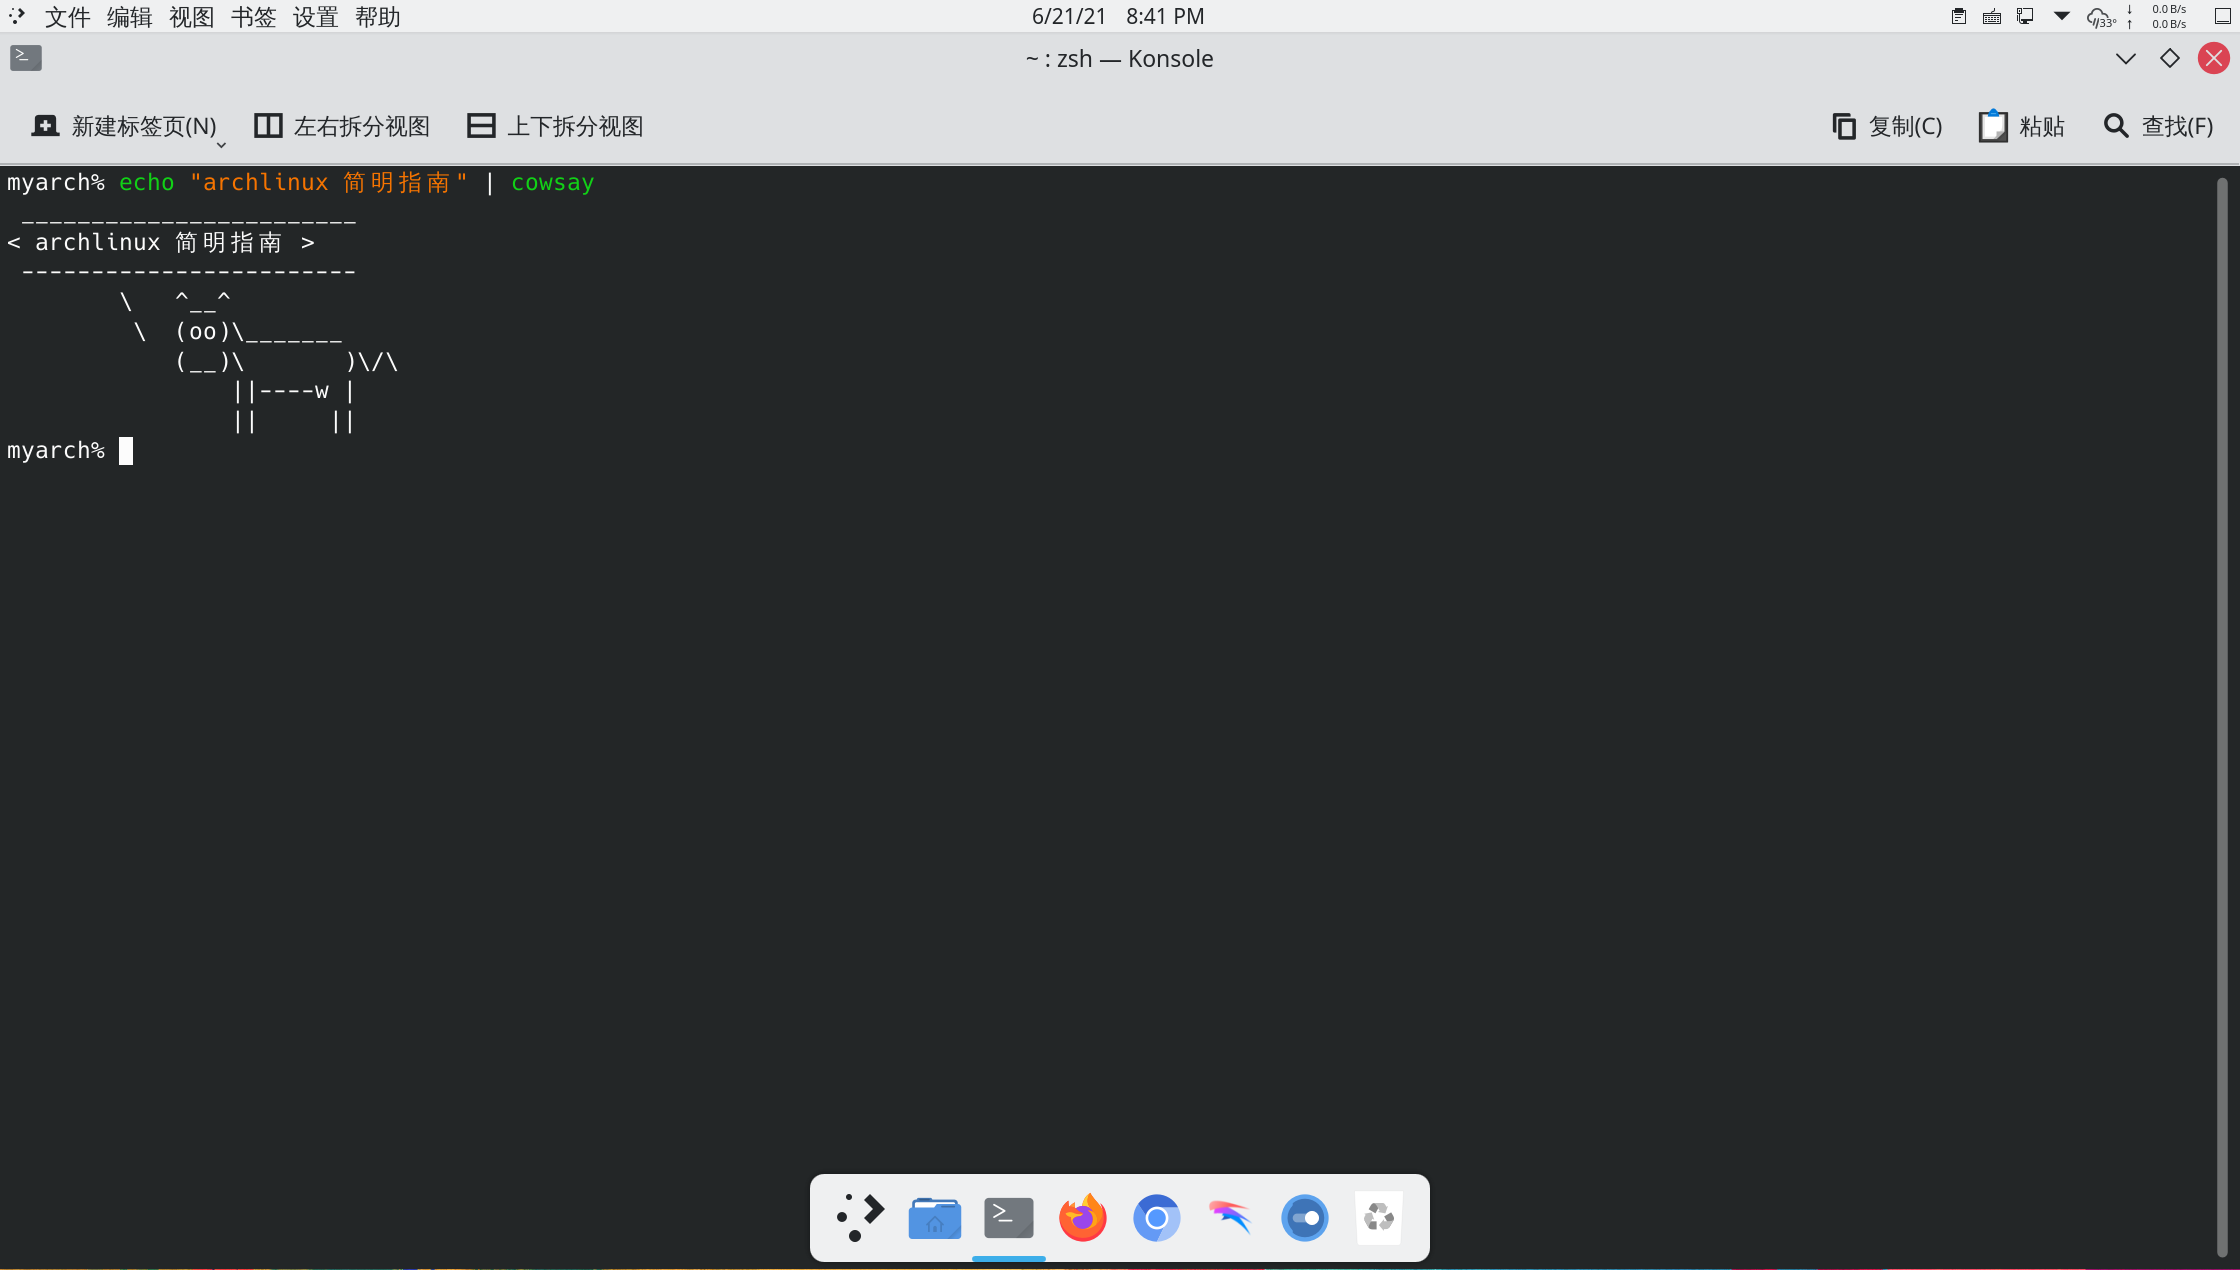 文件 编辑 视图 书签 设置 帮助 6/21/21 8:41 PM 33° ↓ 0.0 B/s ↑ 0.0 B/s
~ : zsh — Konsole
新建标签页(N) 左右拆分视图 上下拆分视图 复制(C) 粘贴 查找(F)
myarch% echo "archlinux 简明指南" | cowsay
 ________________________
< archlinux 简明指南 >
 ------------------------
        \   ^__^
         \  (oo)\_______
            (__)\       )\/\
                ||----w |
                ||     ||
myarch%